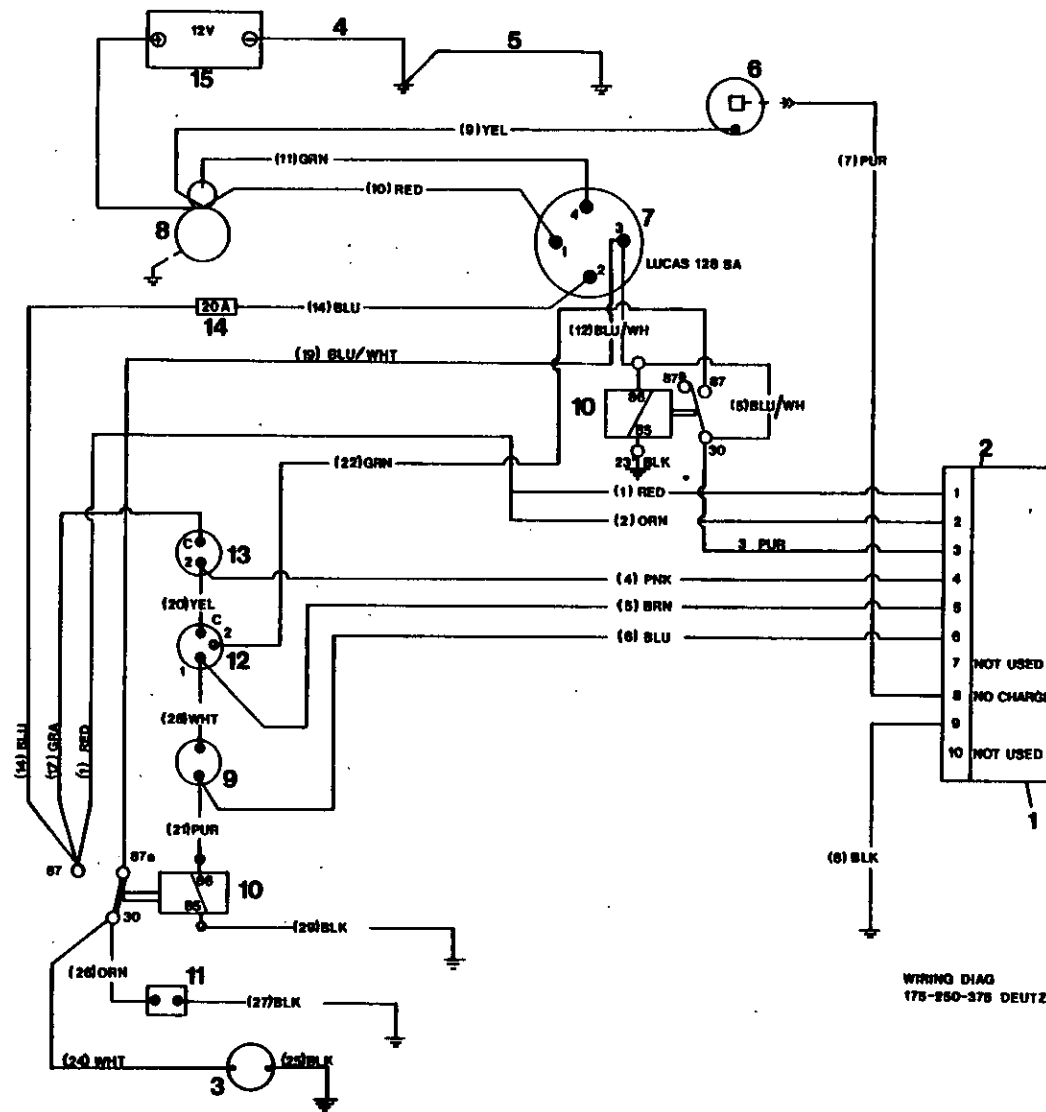 12V
4
5
15
6
(9) YEL
(7) PUR
(11) GRN
(10) RED
4
7
3
1
2
8
LUCAS 128 SA
20 A
14
(14) BLU
(12) BLU/WH
(19) BLU/WHT
87a
87
86
10
85
(5) BLU/WH
30
(22) GRN
23 BLK
2
(1) RED
1
(2) ORN
2
3 PUR
3
C
13
2
(4) PNK
4
(20) YEL
(5) BRN
5
C
2
12
1
(6) BLU
6
7 NOT USED
8 NO CHARGE
9
10 NOT USED
1
(28) WHT
9
(14) BLU
(17) GRA
(1) RED
(21) PUR
(8) BLK
87
87a
86
10
85
30
(29) BLK
(26) ORN
11
(27) BLK
(24) WHT
3
(25) BLK
WIRING DIAG
175-250-375 DEUTZ